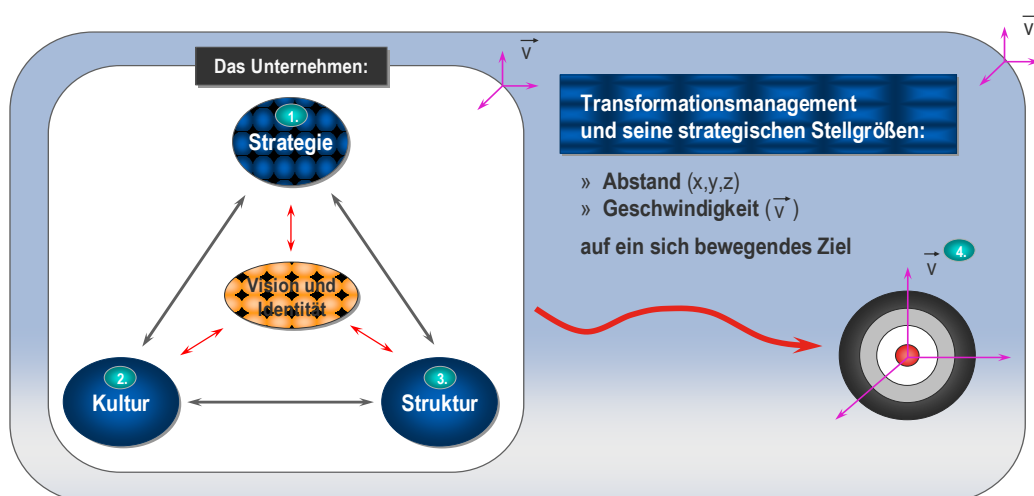 Das Unternehmen:
v
v
1.
Strategie
Vision und
Identität
2.
Kultur
3.
Struktur
Transformationsmanagement
und seine strategischen Stellgrößen:
» Abstand (x,y,z)
» Geschwindigkeit (v)
auf ein sich bewegendes Ziel
v
4.